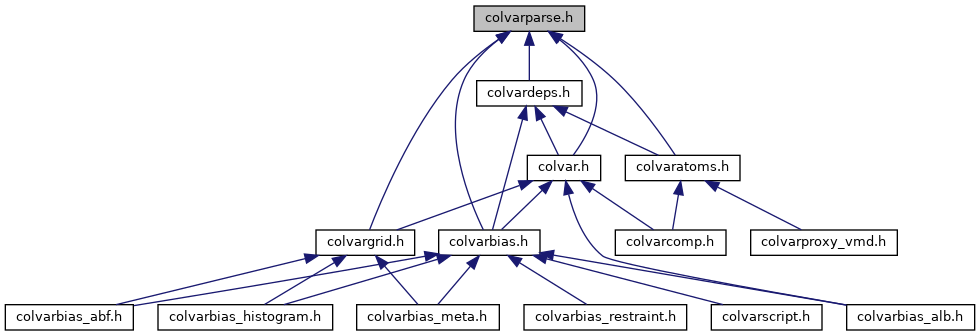 colvarparse.h
colvardeps.h
colvar.h
colvaratoms.h
colvargrid.h
colvarbias.h
colvarcomp.h
colvarproxy_vmd.h
colvarbias_abf.h
colvarbias_histogram.h
colvarbias_meta.h
colvarbias_restraint.h
colvarscript.h
colvarbias_alb.h